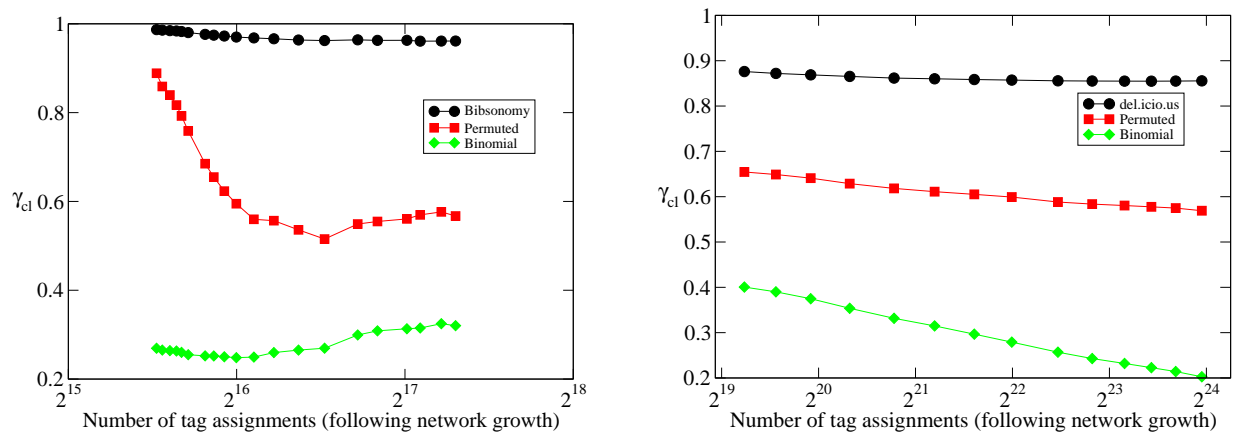 1
0.8
0.6
0.4
0.2
γcl
2^15
2^16
2^17
2^18
Number of tag assignments (following network growth)
Bibsonomy
Permuted
Binomial
1
0.9
0.8
0.7
0.6
0.5
0.4
0.3
0.2
γcl
2^19
2^20
2^21
2^22
2^23
2^24
Number of tag assignments (following network growth)
del.icio.us
Permuted
Binomial